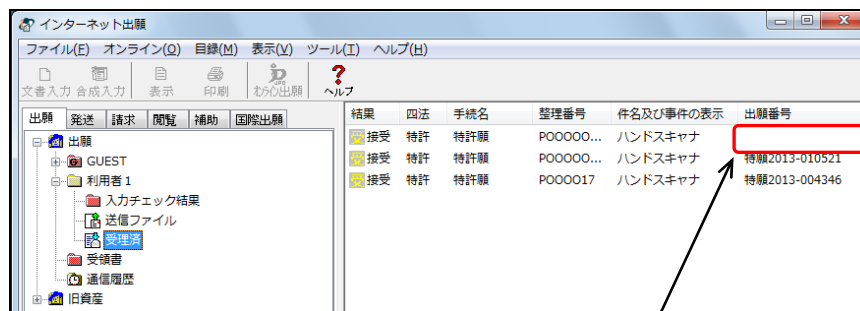 インターネット出願
ファイル(F) オンライン(O) 目録(M) 表示(V) ツール(T) ヘルプ(H)
文書入力 合成入力 表示 印刷 かんたん出願 ヘルプ
出願 発送 請求 閲覧 補助 国際出願
結果 四法 手続名 整理番号 件名及び事件の表示 出願番号
出願
GUEST
利用者1
入力チェック結果
送信ファイル
受理済
受領書
通信履歴
旧資産
接受 特許 特許願 P00000... ハンドスキャナ
接受 特許 特許願 P00000... ハンドスキャナ 特願2013-010521
接受 特許 特許願 P0000017 ハンドスキャナ 特願2013-004346